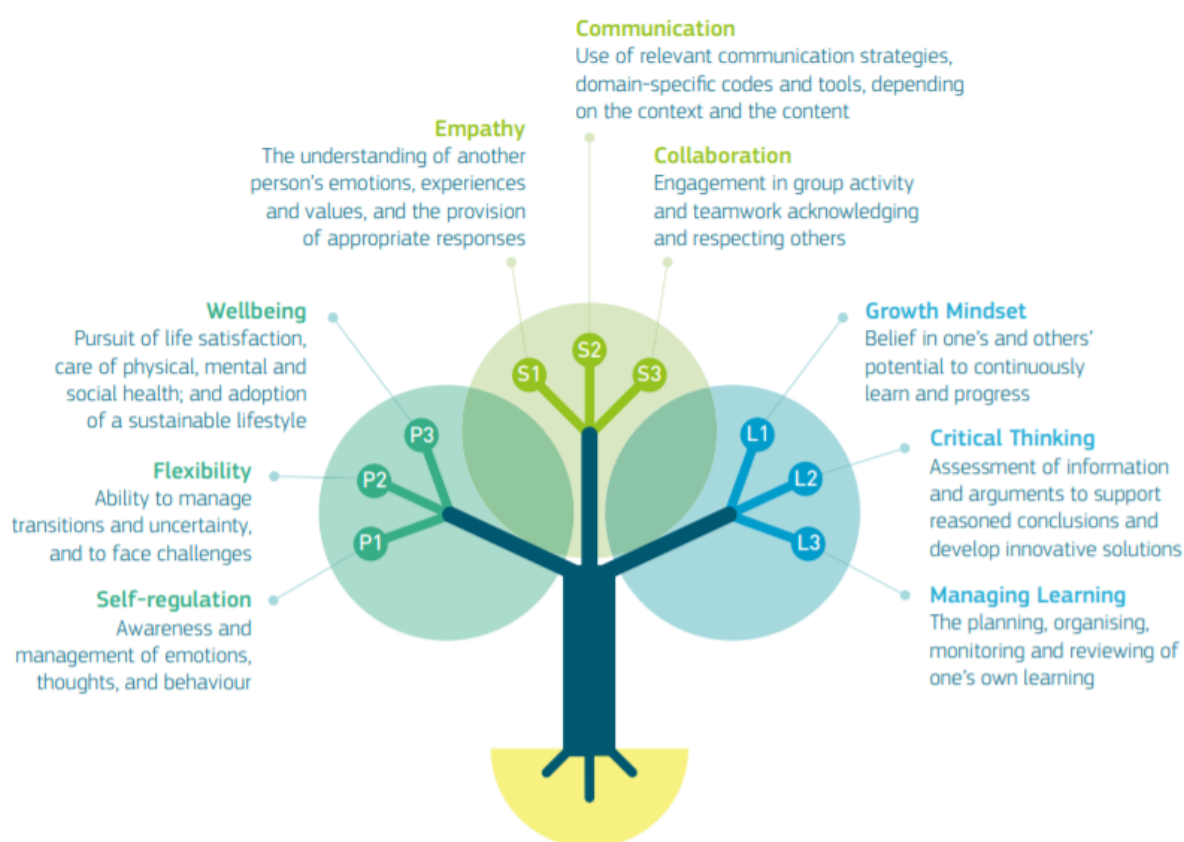 Communication
Use of relevant communication strategies,
domain-specific codes and tools, depending
on the context and the content
Empathy
The understanding of another
person's emotions, experiences
and values, and the provision
of appropriate responses
Collaboration
Engagement in group activity
and teamwork acknowledging
and respecting others
Wellbeing
Pursuit of life satisfaction,
care of physical, mental and
social health; and adoption
of a sustainable lifestyle
Flexibility
Ability to manage
transitions and uncertainty,
and to face challenges
Self-regulation
Awareness and
management of emotions,
thoughts, and behaviour
P3
P2
P1
S1
S2
S3
L1
L2
L3
Growth Mindset
Belief in one's and others'
potential to continuously
learn and progress
Critical Thinking
Assessment of information
and arguments to support
reasoned conclusions and
develop innovative solutions
Managing Learning
The planning, organising,
monitoring and reviewing of
one's own learning